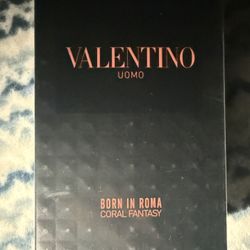 VALENTINO
UOMO
BORN IN ROMA
CORAL FANTASY